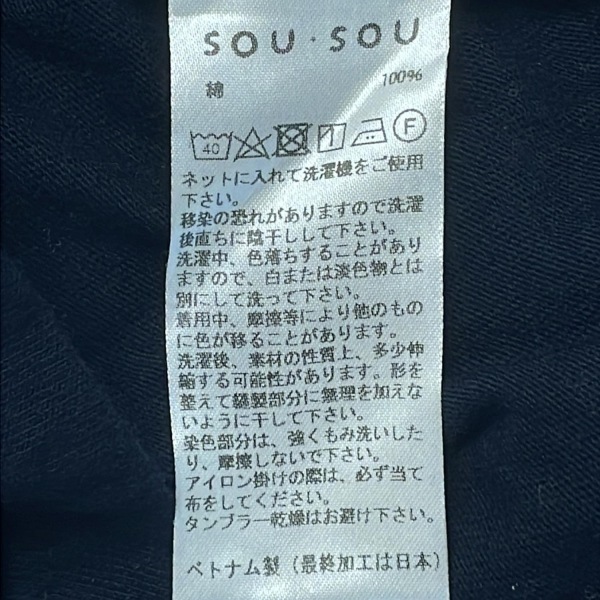 SOU・SOU
綿 100%
40 F
ネットに入れて洗濯機をご使用
下さい。
移染の恐れがありますので洗濯
後直ちに陰干しして下さい。
洗濯中、色落ちすることがあり
ますので、白または淡色物とは
別にして洗って下さい。
着用中、摩擦等により他のもの
に色が移ることがあります。
洗濯後、素材の性質上、多少伸
縮する可能性があります。形を
整えて縫製部分に無理を加えな
いように干して下さい。
染色部分は、強くもみ洗いした
り、摩擦しないで下さい。
アイロン掛けの際は、必ず当て
布をしてください。
タンブラー乾燥はお避け下さい。
ベトナム製（最終加工は日本）